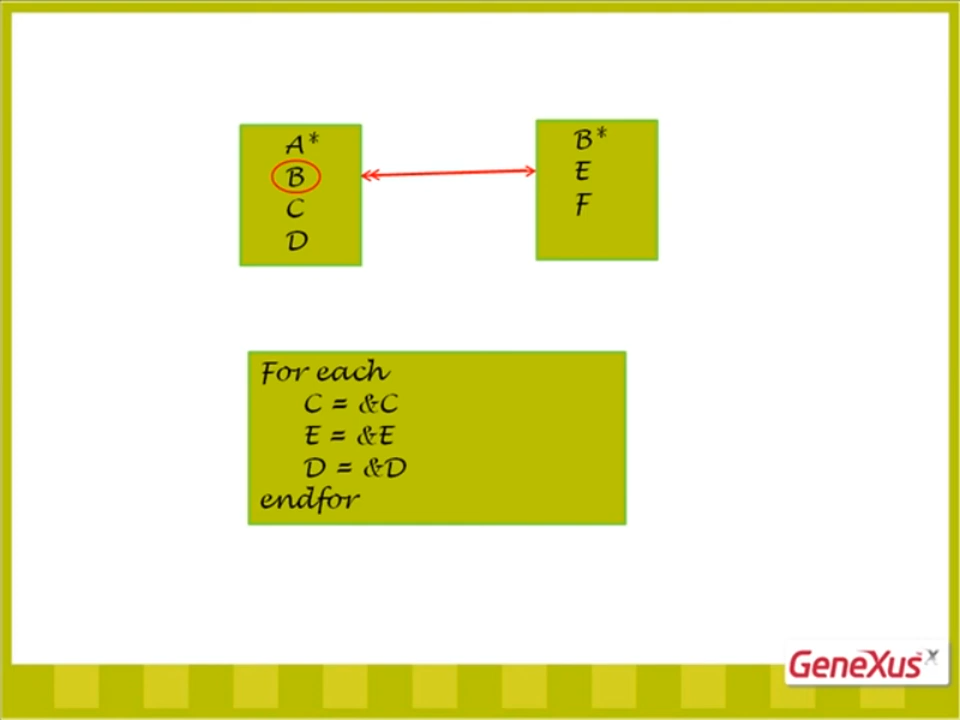 A*
B
C
D
B*
E
F
For each
C = &C
E = &E
D = &D
endfor
GeneXus X